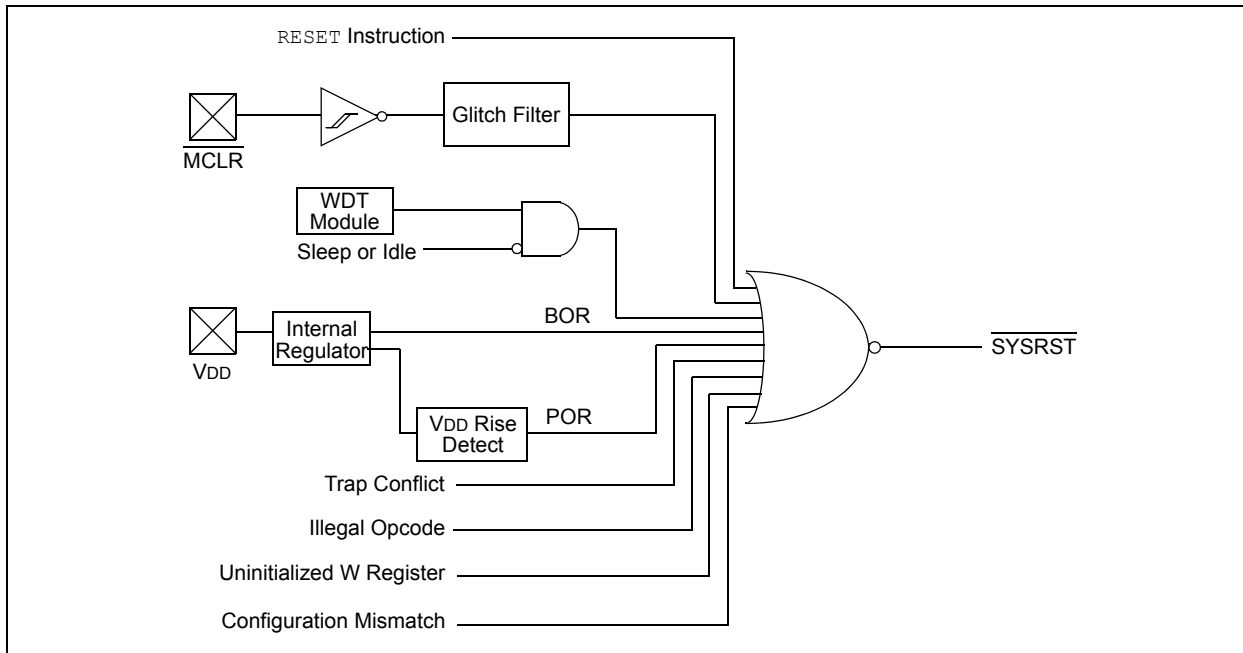 RESET Instruction
MCLR
Glitch Filter
WDT
Module
Sleep or Idle
VDD
Internal
Regulator
BOR
VDD Rise
Detect
POR
Trap Conflict
Illegal Opcode
Uninitialized W Register
Configuration Mismatch
SYSRST